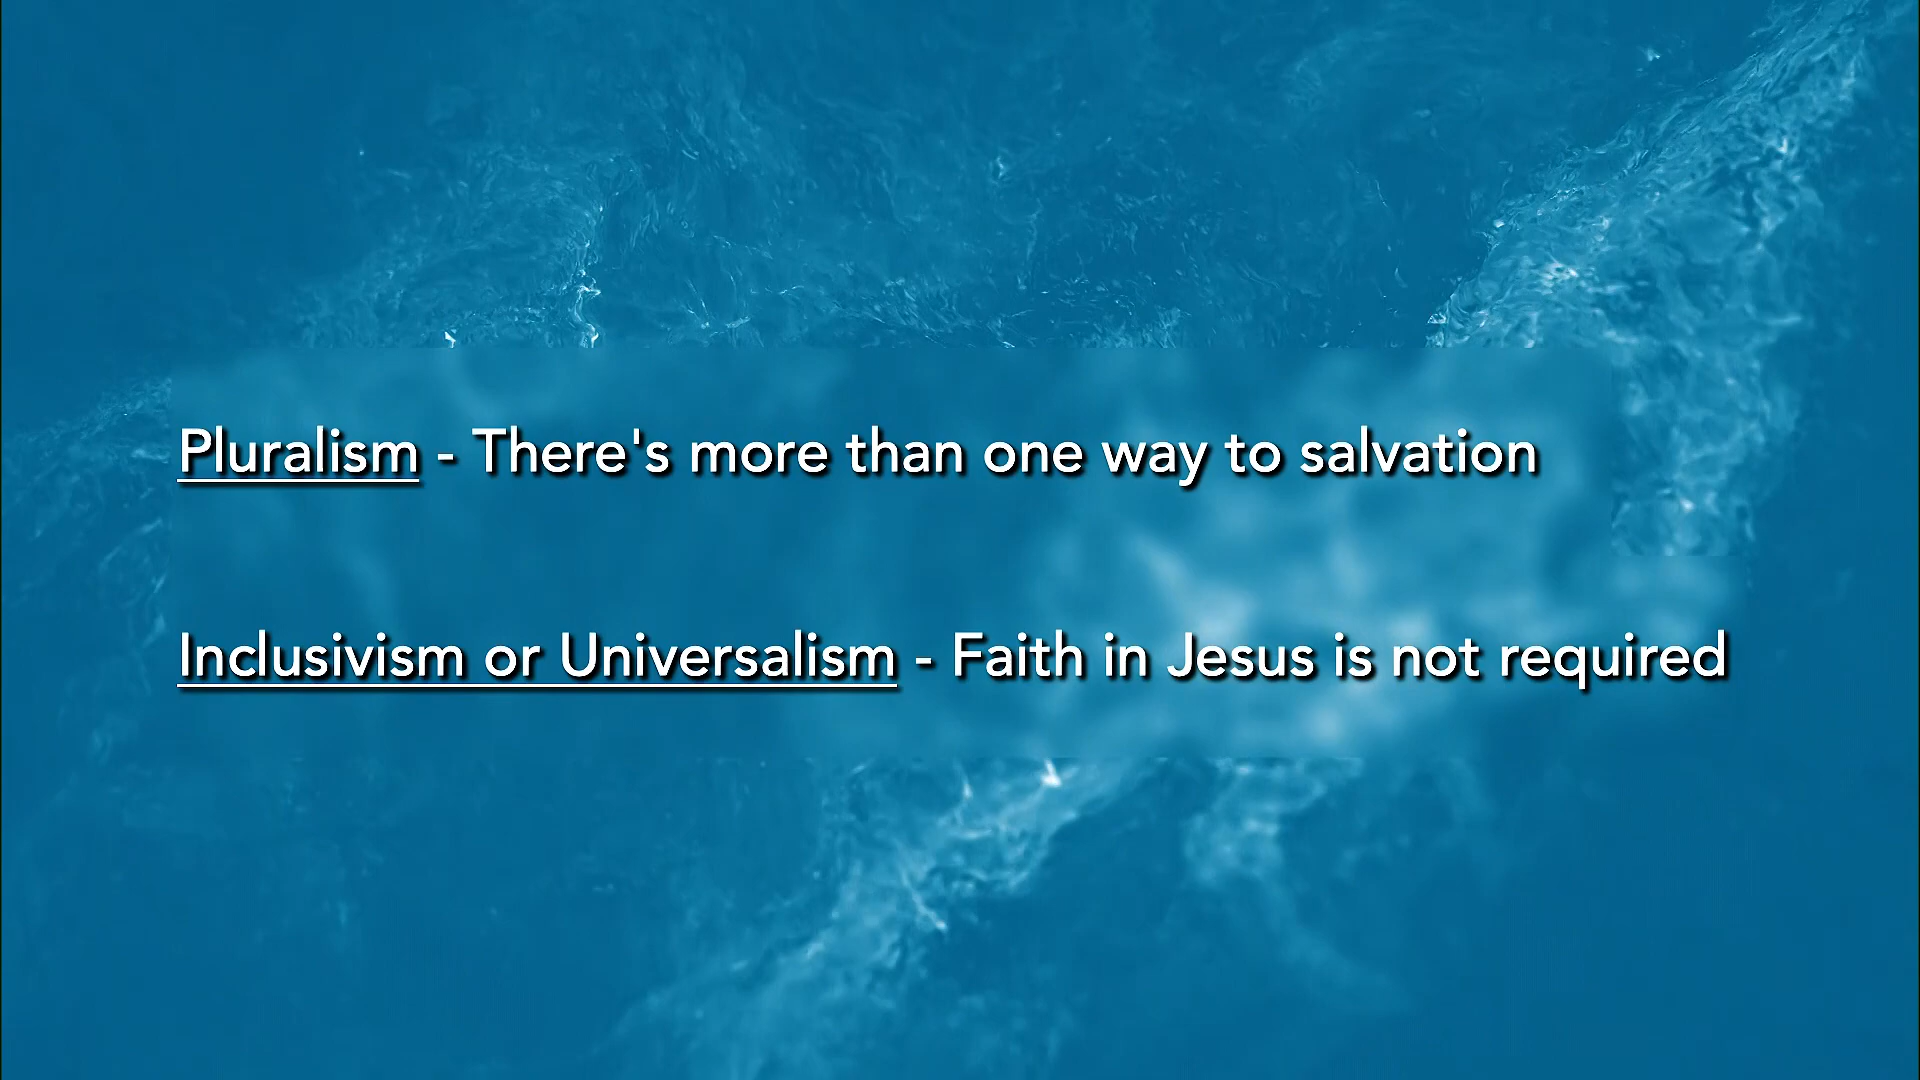 Pluralism - There's more than one way to salvation
Inclusivism or Universalism - Faith in Jesus is not required